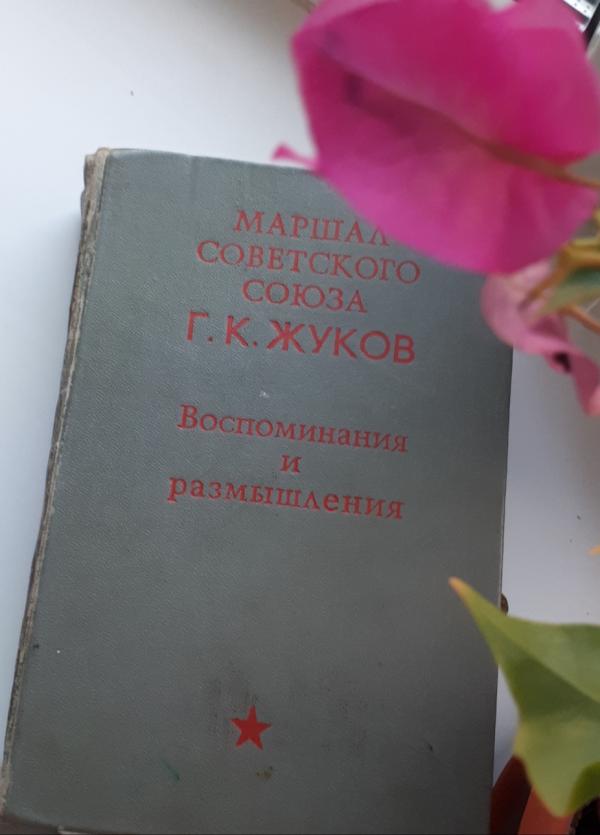 МАРШАЛ
СОВЕТСКОГО
СОЮЗА
Г. К. ЖУКОВ
Воспоминания
и
размышления